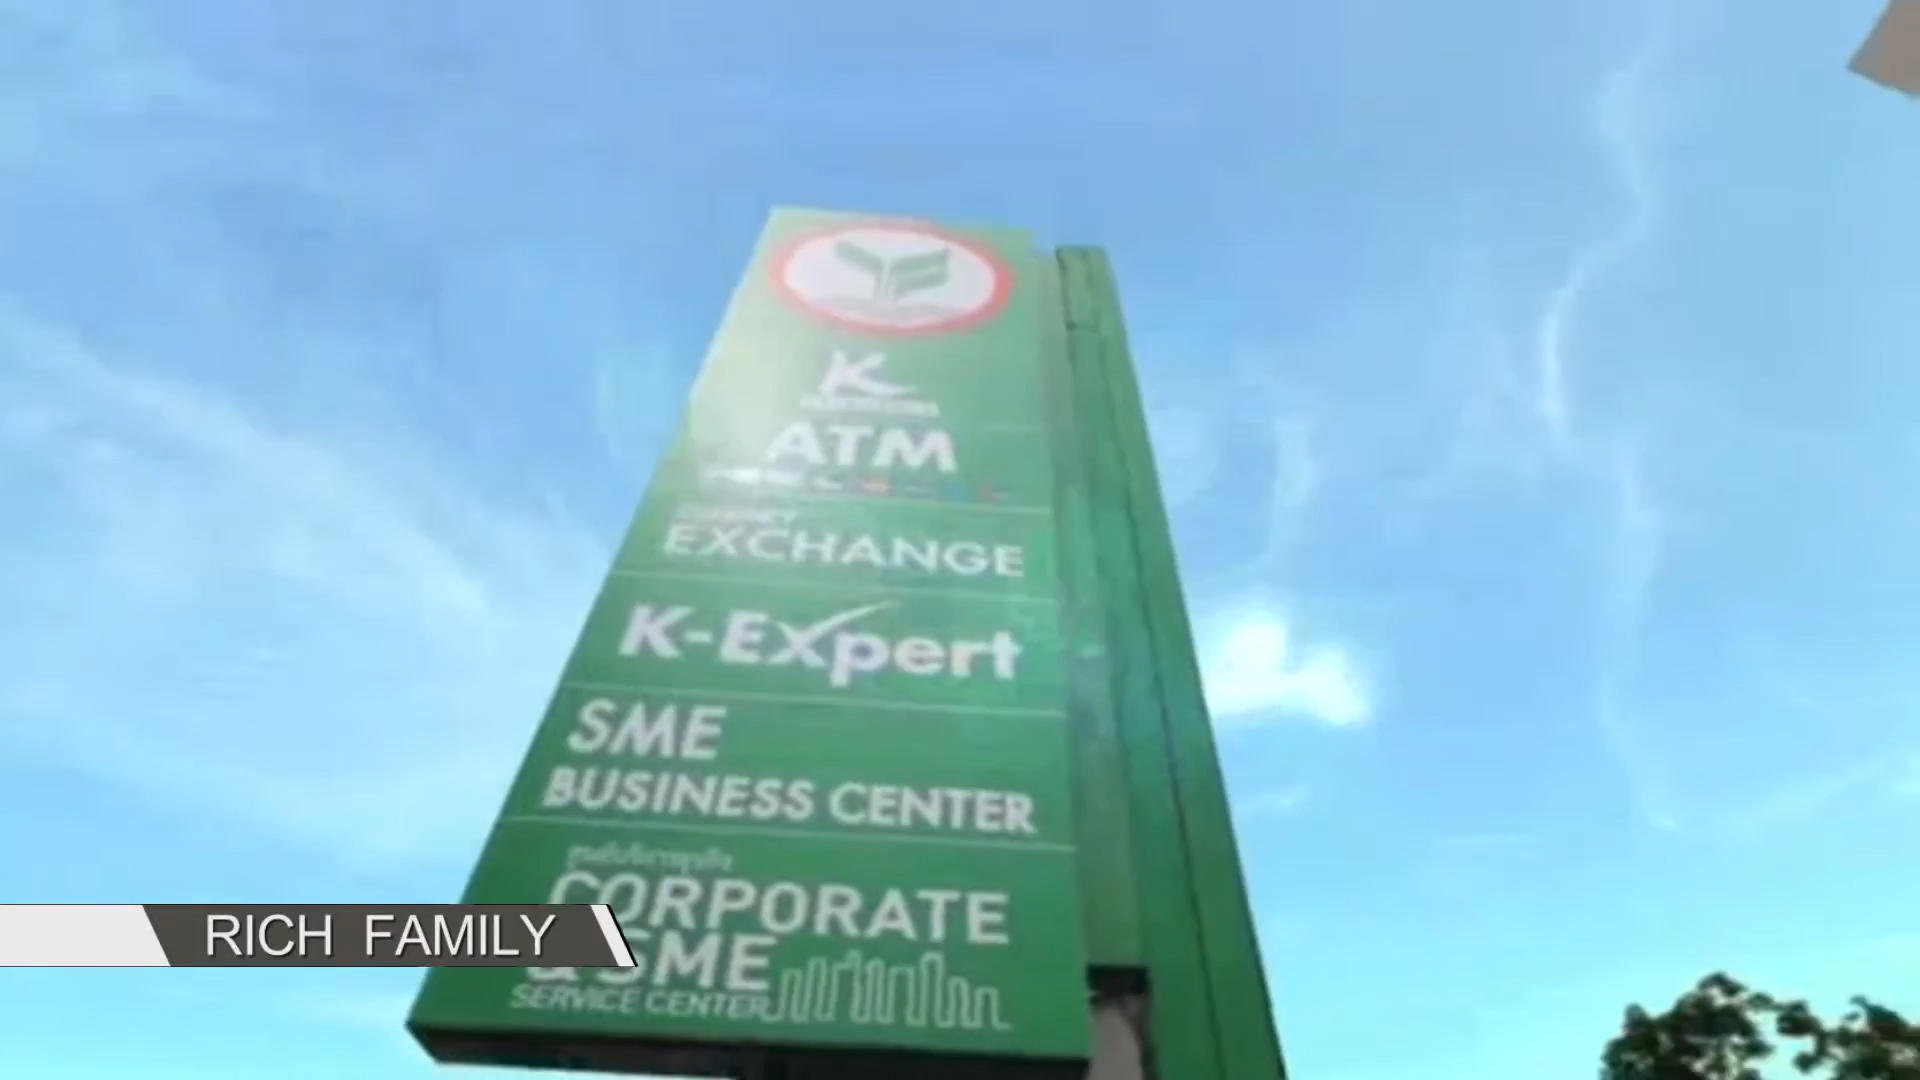 K
ATM
EXCHANGE
K-Expert
SME
BUSINESS CENTER
CORPORATE
& SME
SERVICE CENTER
RICH FAMILY